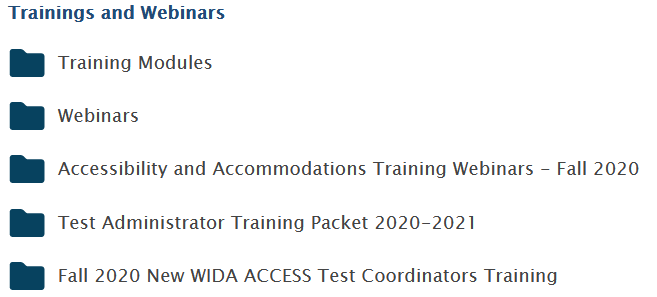 Trainings and Webinars
Training Modules
Webinars
Accessibility and Accommodations Training Webinars - Fall 2020
Test Administrator Training Packet 2020-2021
Fall 2020 New WIDA ACCESS Test Coordinators Training